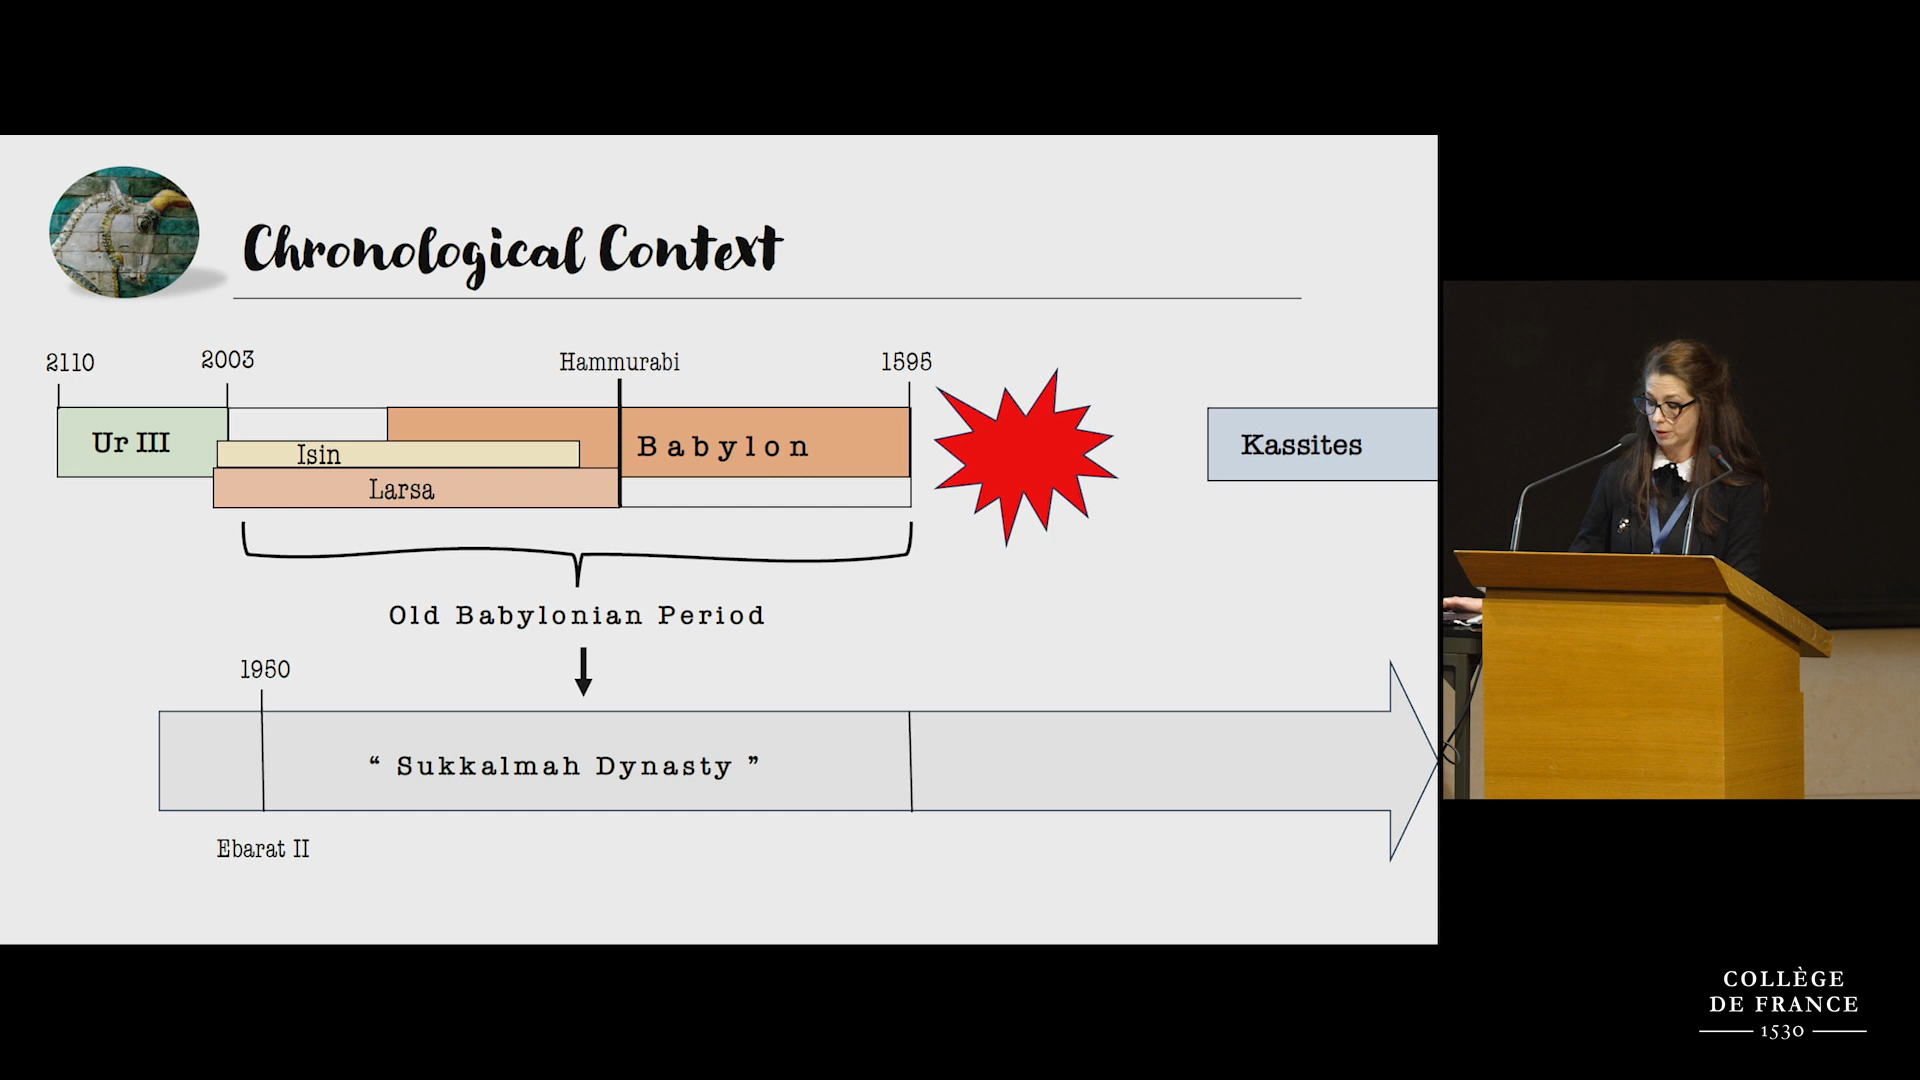 Chronological Context
2110
2003
Hammurabi
1595
Ur III
Isin
Larsa
Babylon
Kassites
Old Babylonian Period
1950
“ Sukkalmah Dynasty ”
Ebarat II
COLLÈGE
DE FRANCE
1530